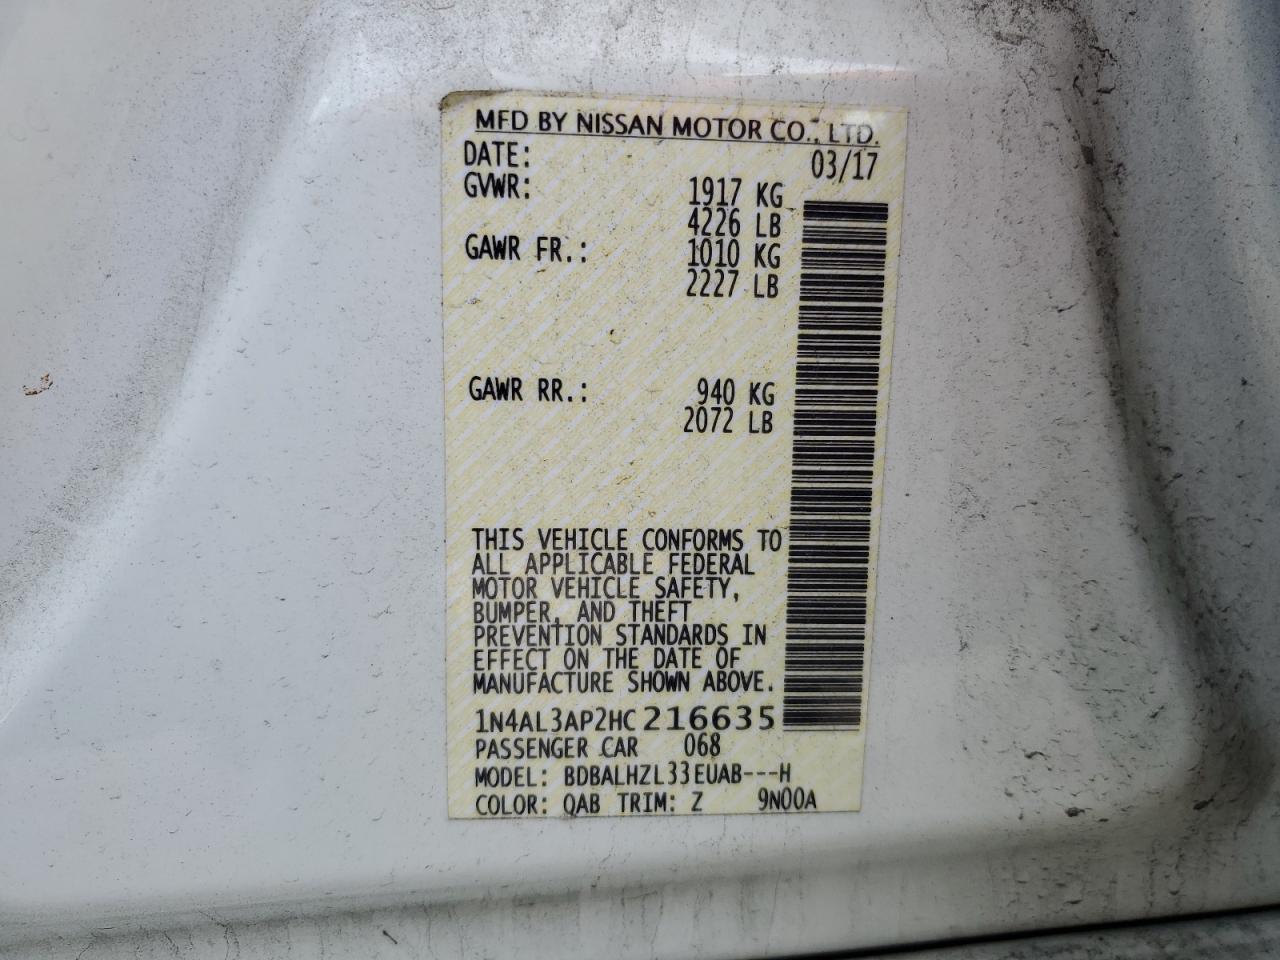 MFD BY NISSAN MOTOR CO., LTD.
DATE: 03/17
GVWR: 1917 KG
4226 LB
GAWR FR.: 1010 KG
2227 LB
GAWR RR.: 940 KG
2072 LB
THIS VEHICLE CONFORMS TO
ALL APPLICABLE FEDERAL
MOTOR VEHICLE SAFETY,
BUMPER, AND THEFT
PREVENTION STANDARDS IN
EFFECT ON THE DATE OF
MANUFACTURE SHOWN ABOVE.
1N4AL3AP2HC216635
PASSENGER CAR 068
MODEL: BDBALHZL33EUAB---H
COLOR: QAB TRIM: Z 9N00A